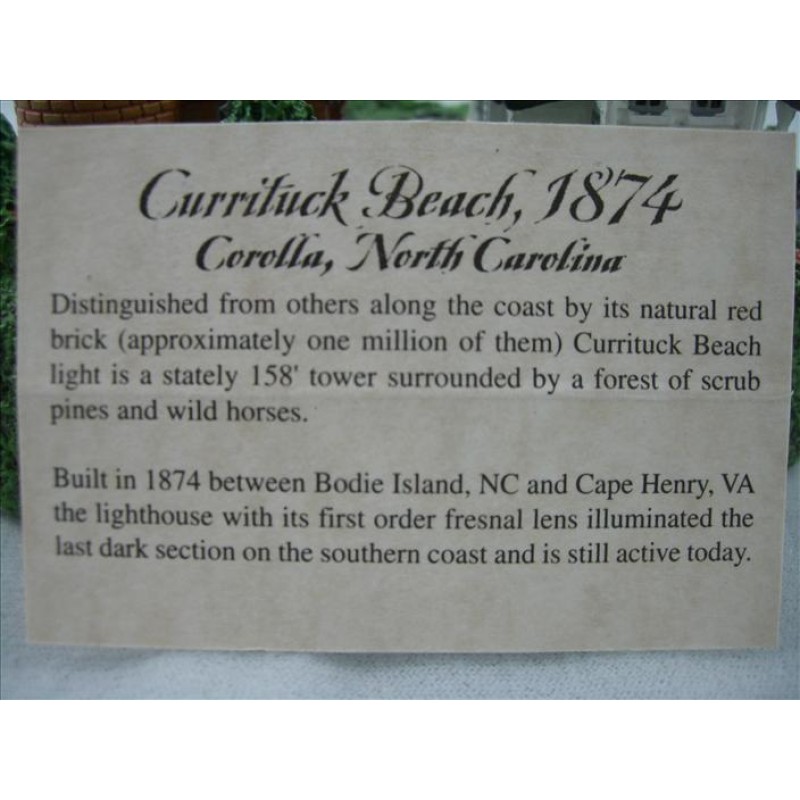 Currituck Beach, 1874
Corolla, North Carolina
Distinguished from others along the coast by its natural red
brick (approximately one million of them) Currituck Beach
light is a stately 158' tower surrounded by a forest of scrub
pines and wild horses.
Built in 1874 between Bodie Island, NC and Cape Henry, VA
the lighthouse with its first order fresnal lens illuminated the
last dark section on the southern coast and is still active today.